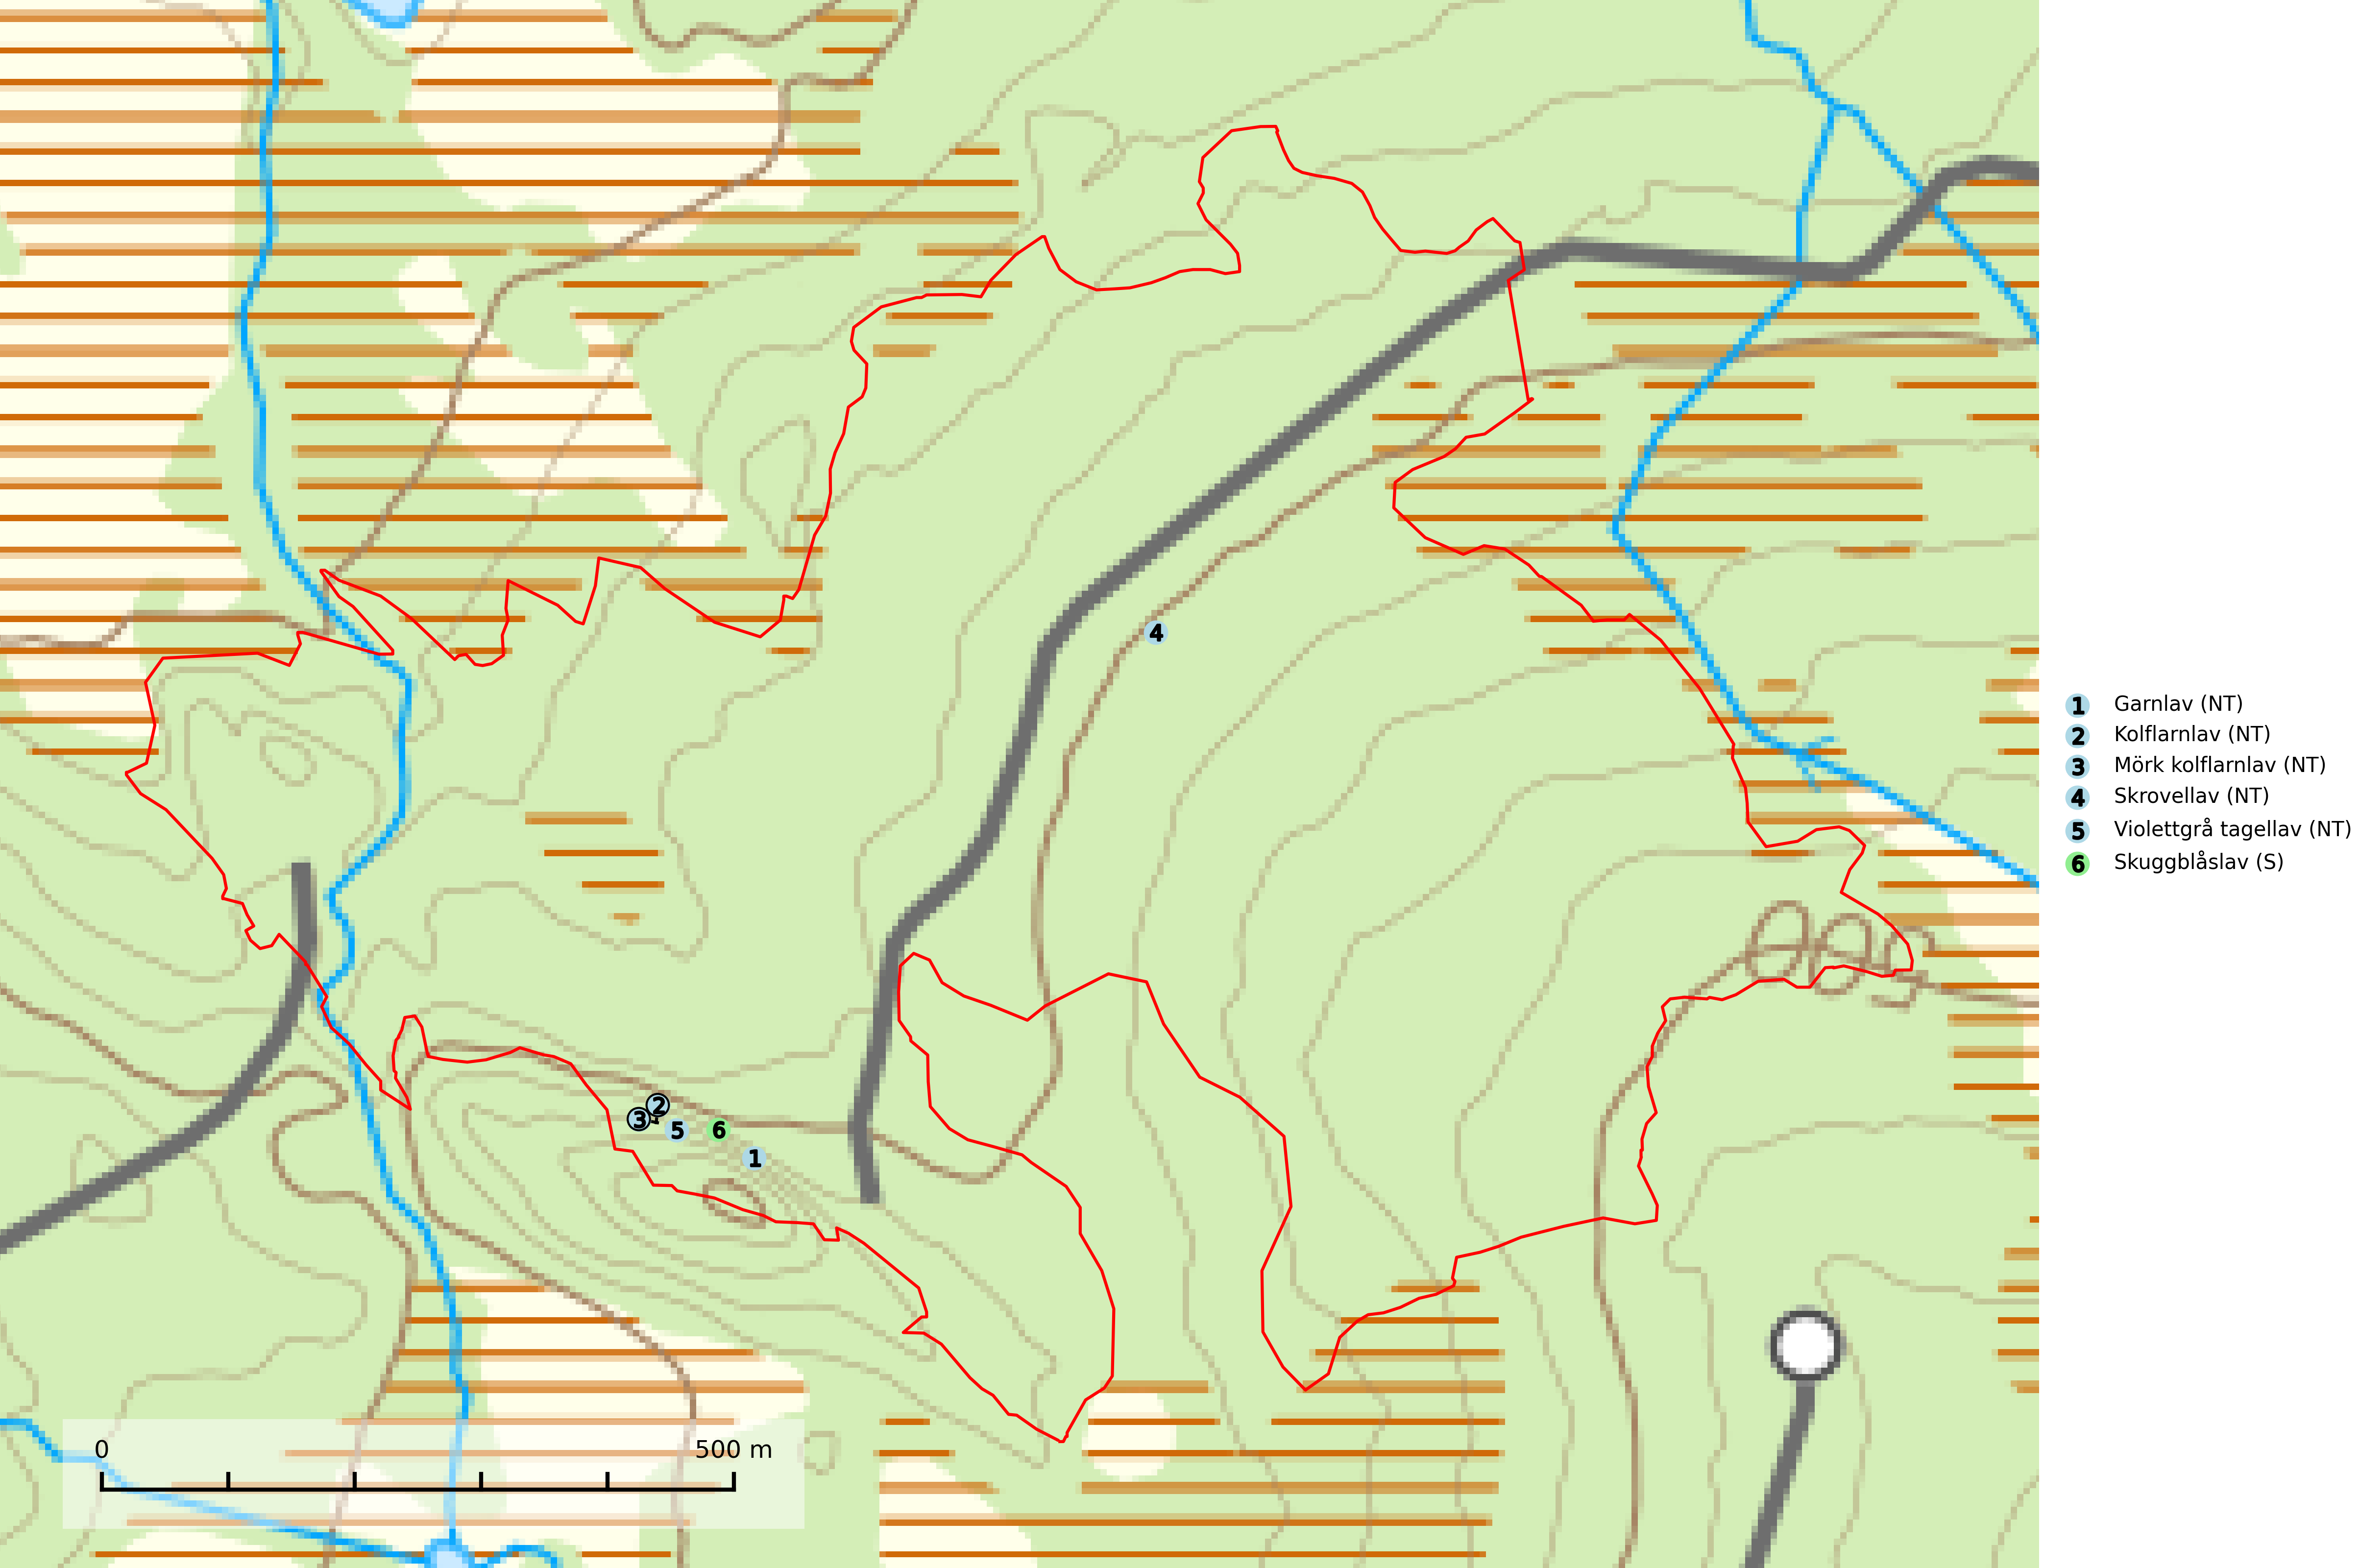 4
2
3
5
6
1
0 500 m
1 Garnlav (NT)
2 Kolflarnlav (NT)
3 Mörk kolflarnlav (NT)
4 Skrovellav (NT)
5 Violettgrå tagellav (NT)
6 Skuggblåslav (S)